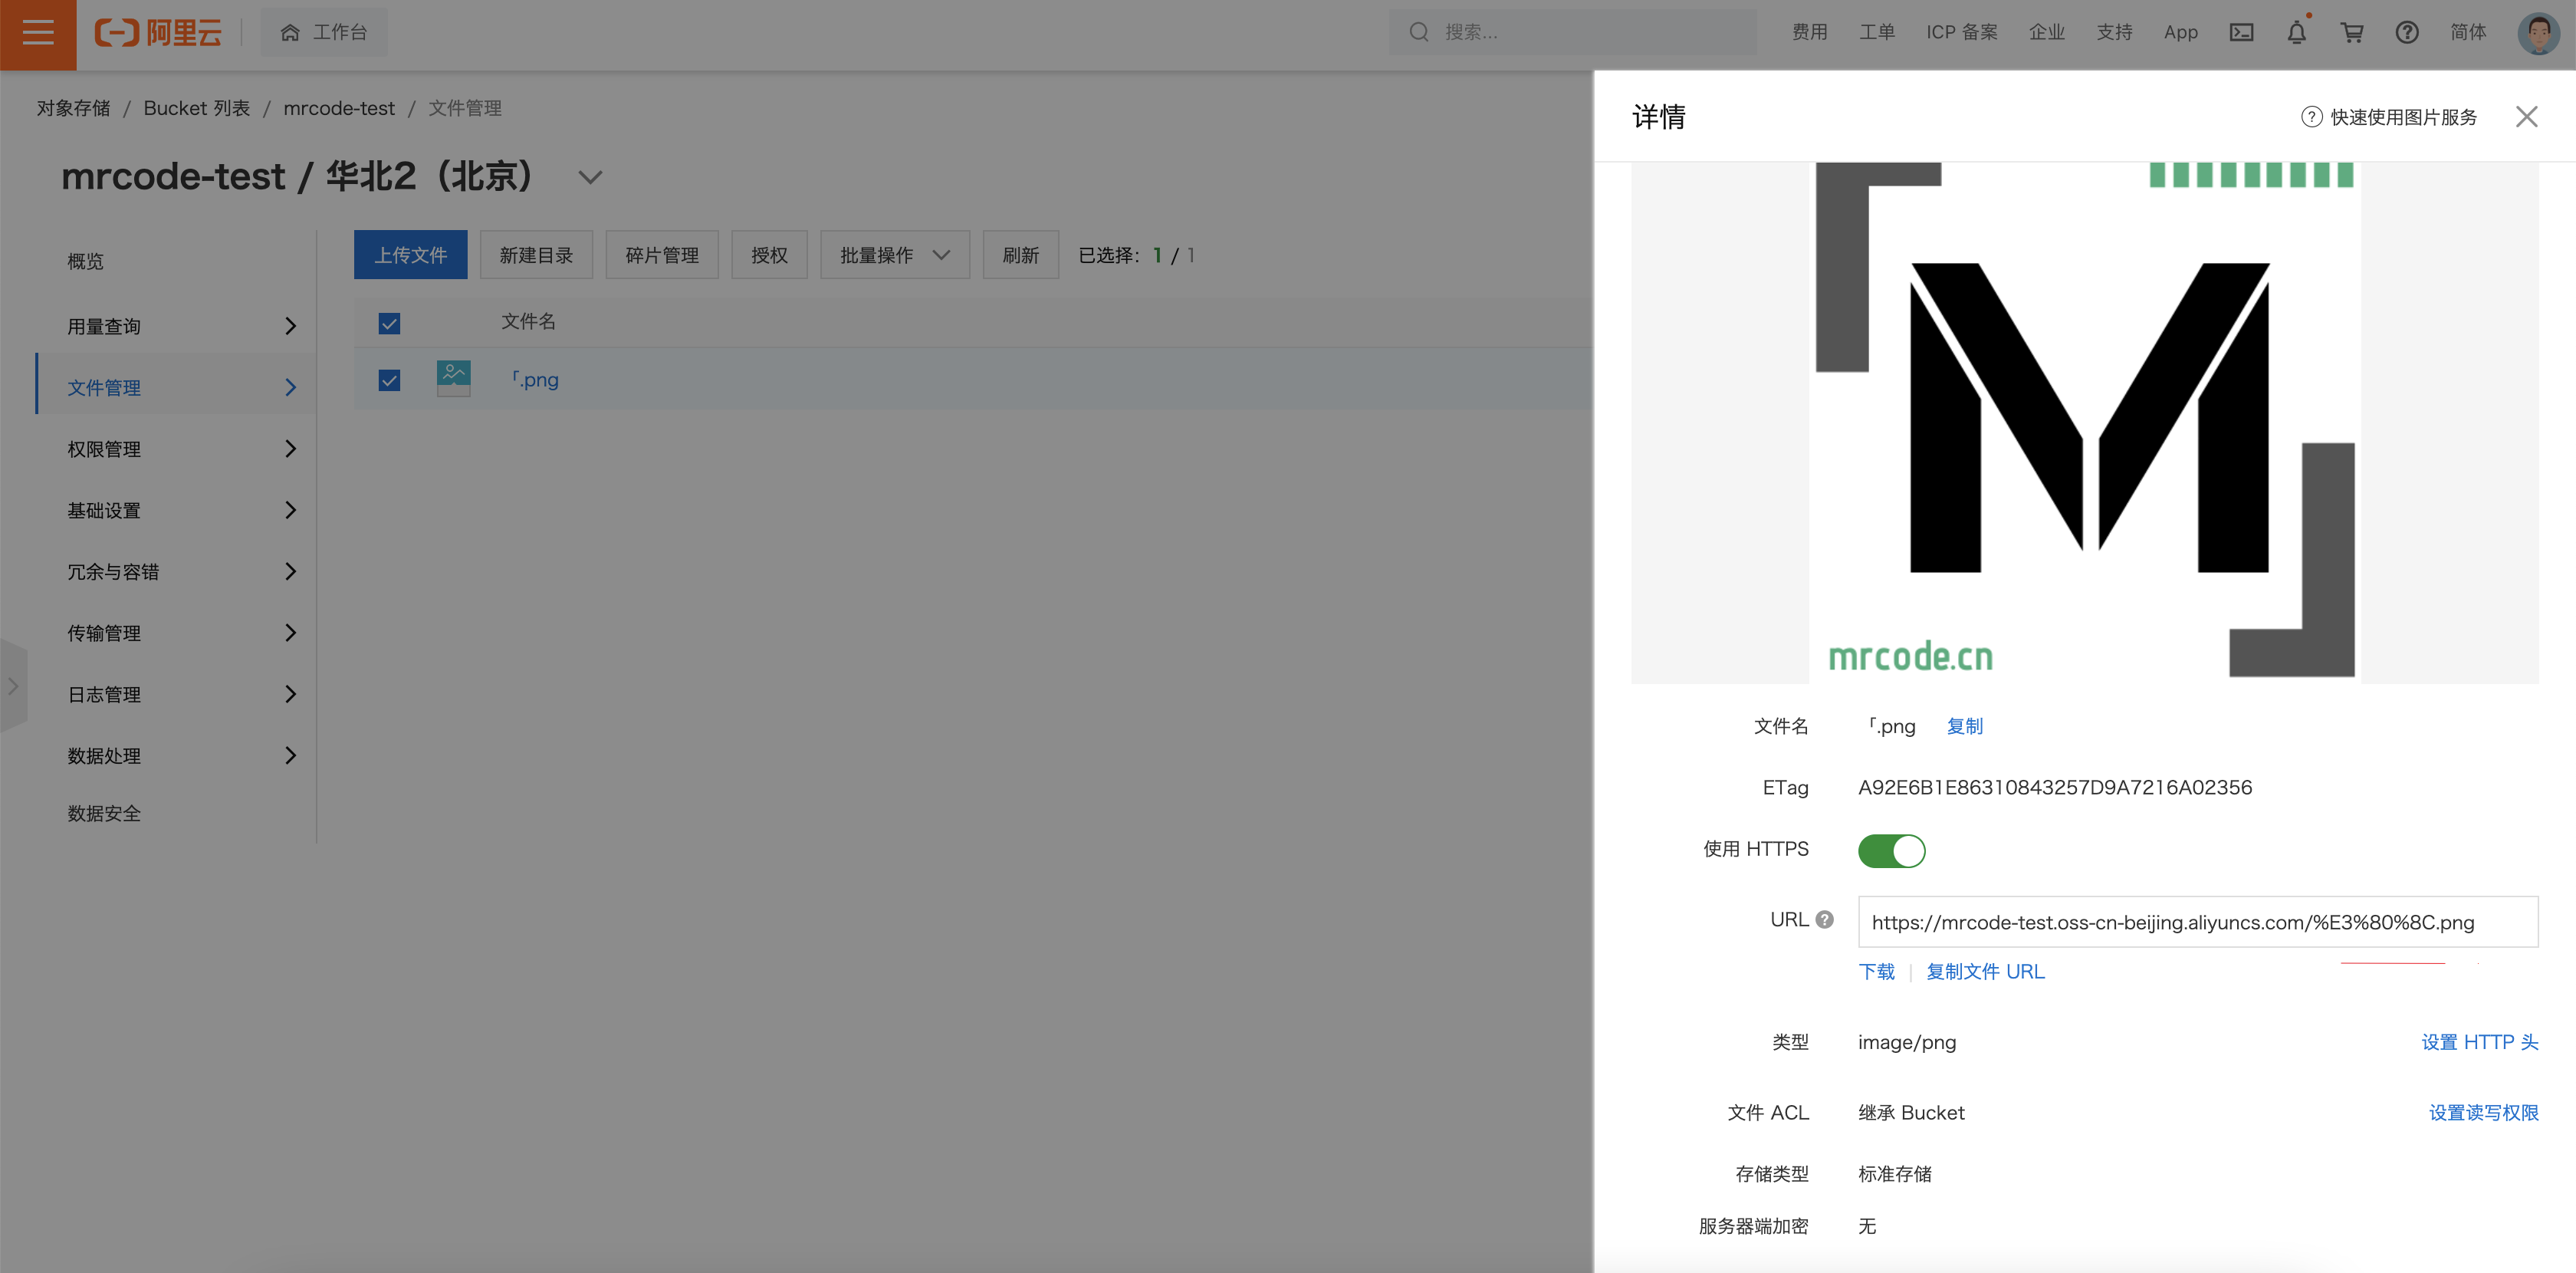 阿里云
工作台
搜索...
费用
工单
ICP 备案
企业
支持
App
简体
对象存储 / Bucket 列表 / mrcode-test / 文件管理
mrcode-test / 华北2（北京）
概览
用量查询
文件管理
权限管理
基础设置
冗余与容错
传输管理
日志管理
数据处理
数据安全
上传文件
新建目录
碎片管理
授权
批量操作
刷新
已选择：1 / 1
文件名
「.png
详情
快速使用图片服务
M
mrcode.cn
文件名 「.png 复制
ETag A92E6B1E86310843257D9A7216A02356
使用 HTTPS
URL https://mrcode-test.oss-cn-beijing.aliyuncs.com/%E3%80%8C.png
下载 | 复制文件 URL
类型 image/png 设置 HTTP 头
文件 ACL 继承 Bucket 设置读写权限
存储类型 标准存储
服务器端加密 无